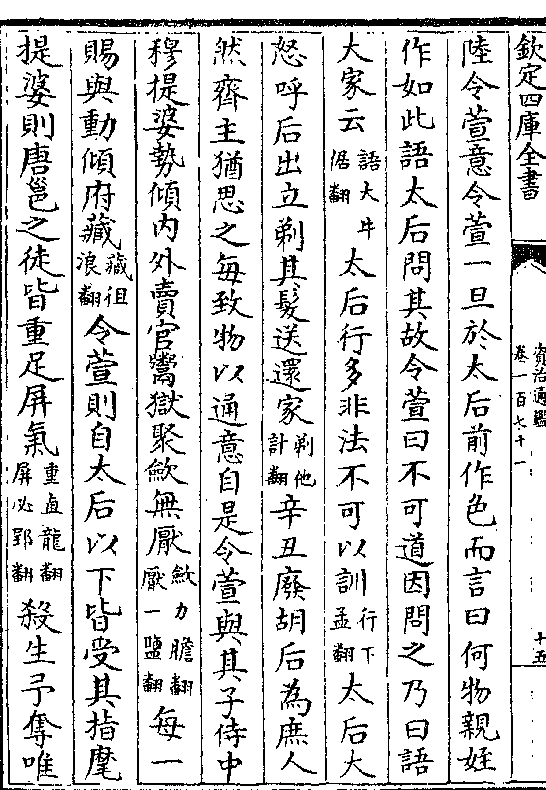 欽定四庫全書
資治通鑑
卷一百七十一
十五
陸令萱意令萱一旦於太后前作色而言曰何物親姪
作如此語太后問其故令萱曰不可道因問之乃曰語
大家云語大牛倨翻太后行多非法不可以訓行下孟翻太后大
怒呼后出立剃其髮送還家剃他計翻辛丑廢胡后為庶人
然齊主猶思之每致物以通意自是令萱與其子侍中
穆提婆勢傾内外賣官鬻獄聚歛無厭歛力贍翻厭一鹽翻每一
賜與動傾府藏藏徂浪翻令萱則自太后以下皆受其指麾
提婆則唐邕之徒皆重足屏氣重直龍翻屏必郢翻殺生予奪唯